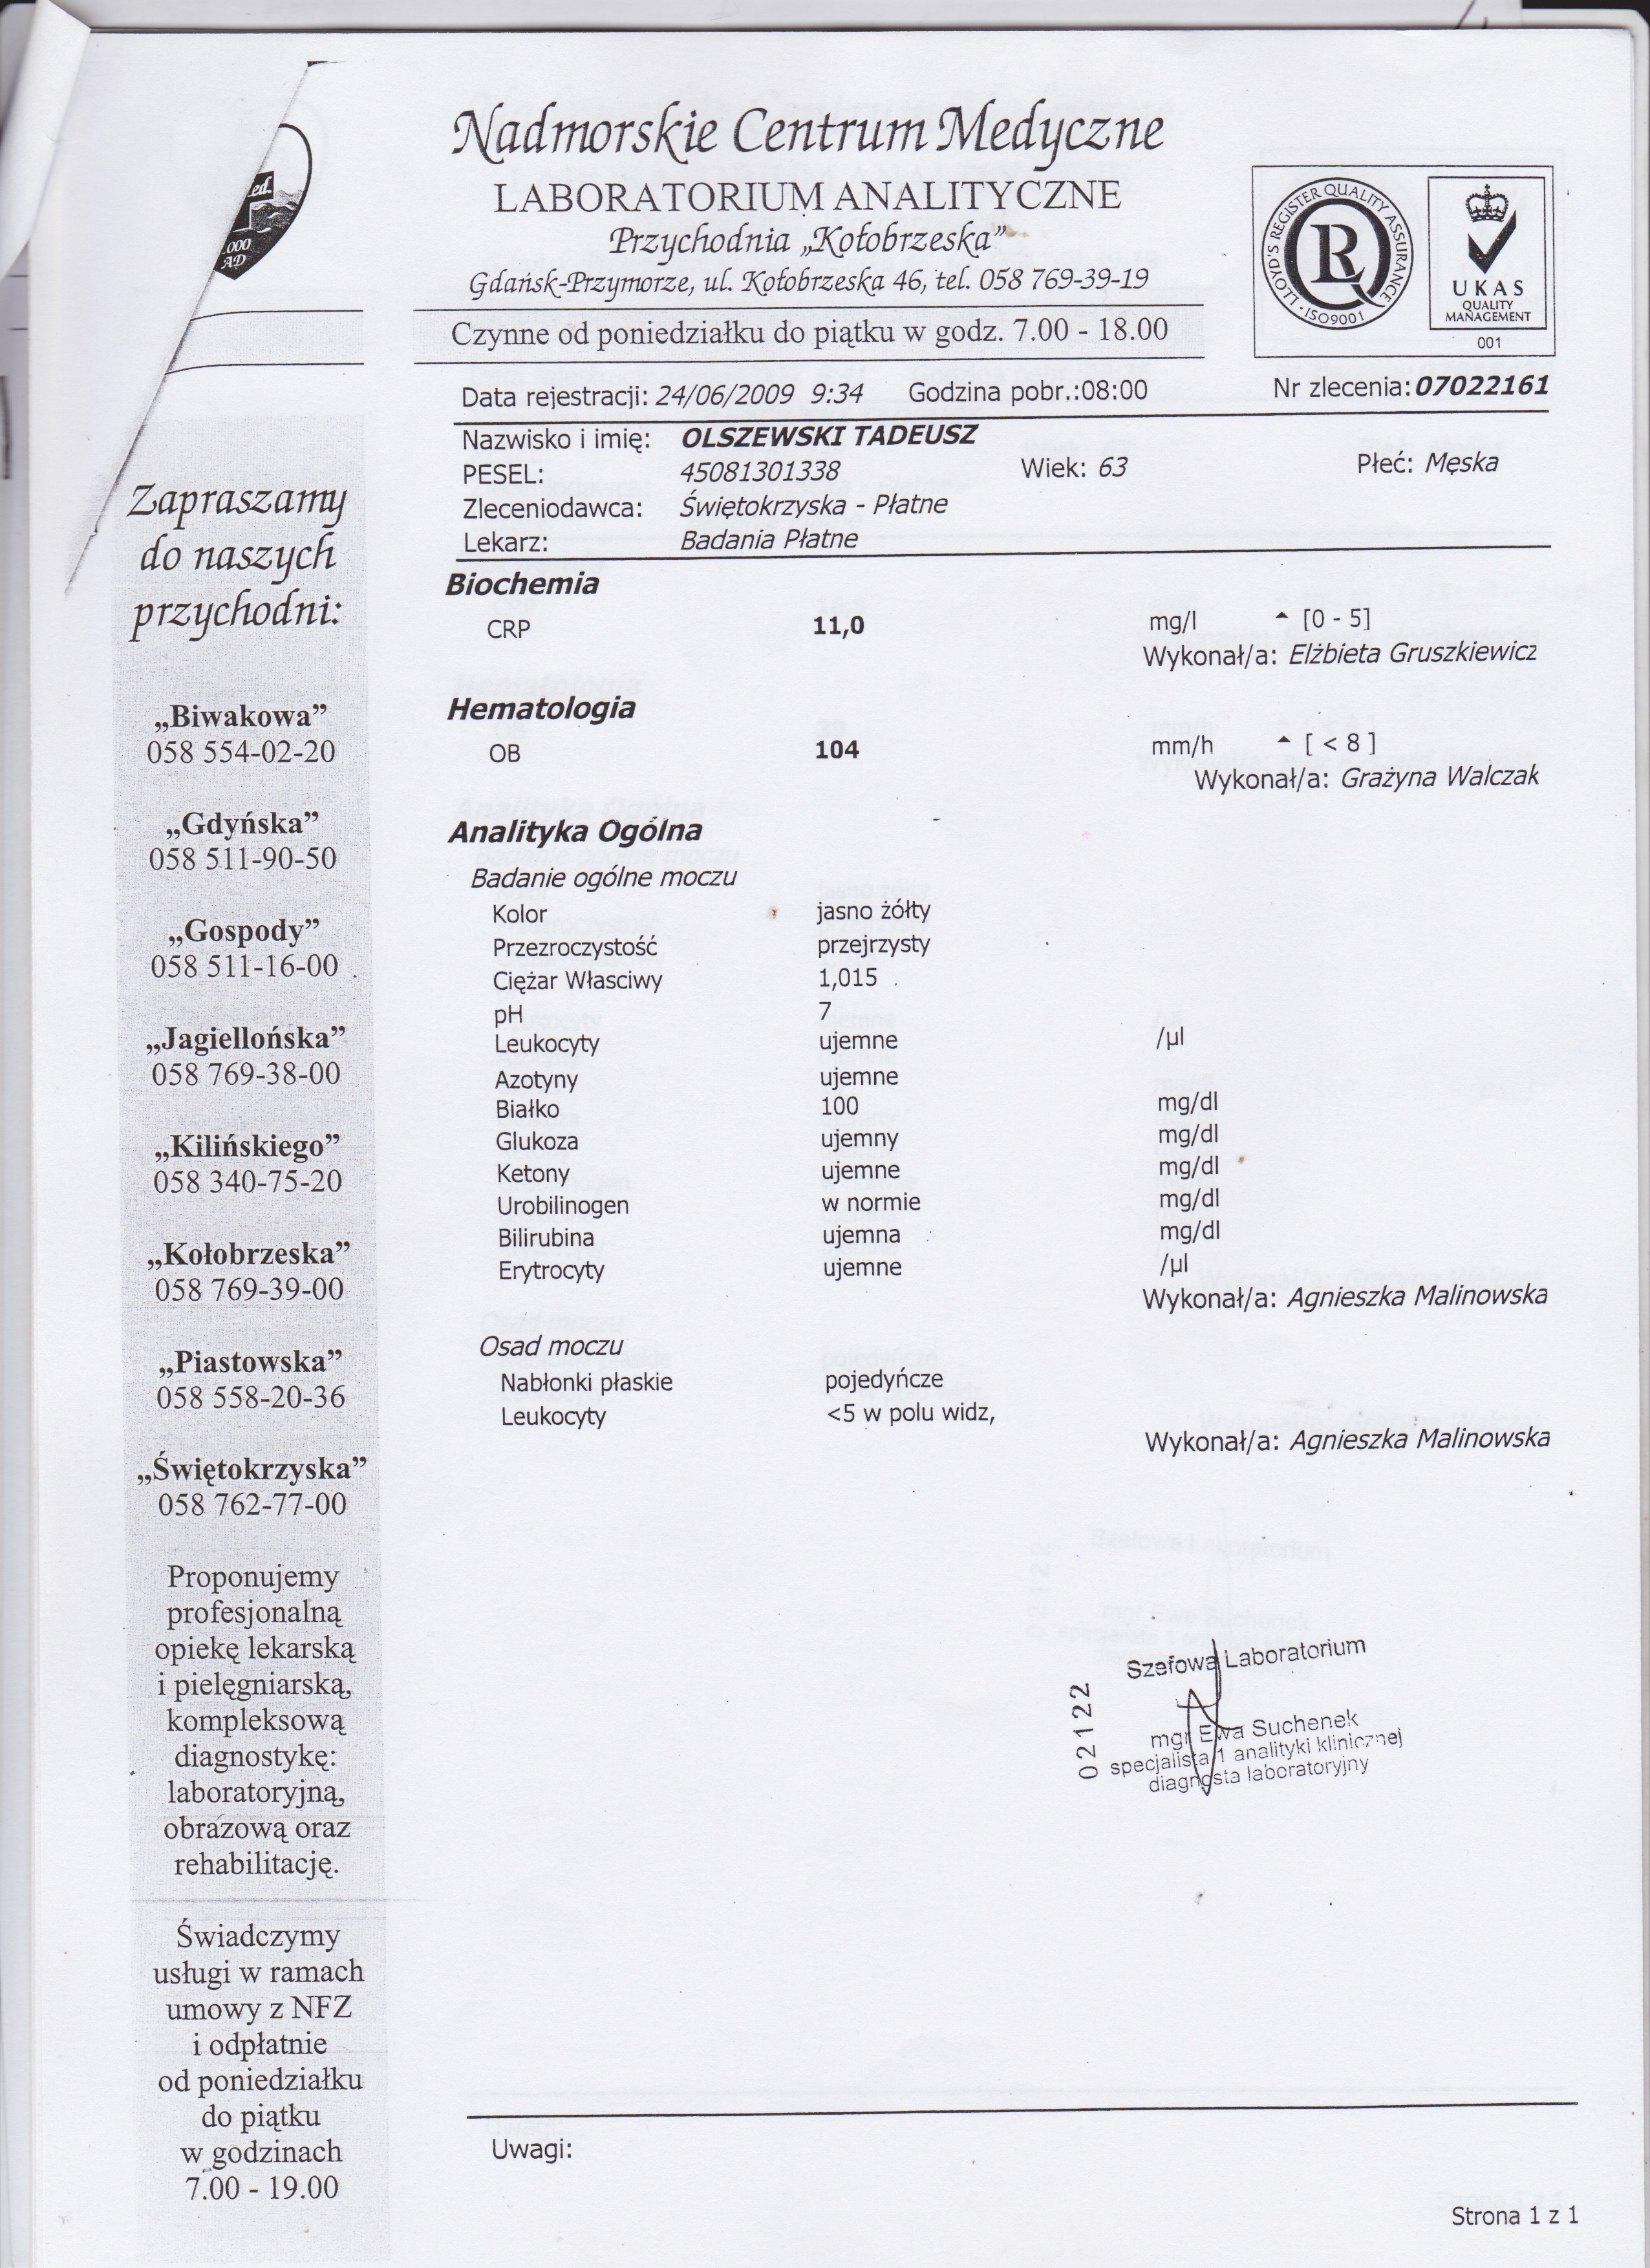 ed.
.000
AD
Nadmorskie Centrum Medyczne
LABORATORIUM ANALITYCZNE
Przychodnia „Kołobrzeska”
Gdańsk-Przymorze, ul. Kołobrzeska 46, tel. 058 769-39-19
Czynne od poniedziałku do piątku w godz. 7.00 - 18.00
LLOYD'S REGISTER QUALITY ASSURANCE
LRQ
ISO9001
UKAS
QUALITY
MANAGEMENT
001
Data rejestracji: 24/06/2009 9:34 Godzina pobr.:08:00 Nr zlecenia: 07022161
Nazwisko i imię: OLSZEWSKI TADEUSZ
PESEL: 45081301338 Wiek: 63 Płeć: Męska
Zleceniodawca: Świętokrzyska - Płatne
Lekarz: Badania Płatne
Biochemia
CRP 11,0 mg/l [0 - 5]
Wykonał/a: Elżbieta Gruszkiewicz
Hematologia
OB 104 mm/h [ < 8 ]
Wykonał/a: Grażyna Walczak
Analityka Ogólna
Badanie ogólne moczu
Kolor jasno żółty
Przezroczystość przejrzysty
Ciężar Własciwy 1,015
pH 7
Leukocyty ujemne /µl
Azotyny ujemne
Białko 100 mg/dl
Glukoza ujemny mg/dl
Ketony ujemne mg/dl
Urobilinogen w normie mg/dl
Bilirubina ujemna mg/dl
Erytrocyty ujemne /µl
Wykonał/a: Agnieszka Malinowska
Osad moczu
Nabłonki płaskie pojedyńcze
Leukocyty <5 w polu widz,
Wykonał/a: Agnieszka Malinowska
02122
Szefowa Laboratorium
mgr Ewa Suchenek
specjalista 1 analityki klinicznej
diagnosta laboratoryjny
Uwagi:
Strona 1 z 1
Zapraszamy
do naszych
przychodni:
„Biwakowa”
058 554-02-20
„Gdyńska”
058 511-90-50
„Gospody”
058 511-16-00
„Jagiellońska”
058 769-38-00
„Kilińskiego”
058 340-75-20
„Kołobrzeska”
058 769-39-00
„Piastowska”
058 558-20-36
„Świętokrzyska”
058 762-77-00
Proponujemy
profesjonalną
opiekę lekarską
i pielęgniarską,
kompleksową
diagnostykę:
laboratoryjną,
obrazową oraz
rehabilitację.
Świadczymy
usługi w ramach
umowy z NFZ
i odpłatnie
od poniedziałku
do piątku
w godzinach
7.00 - 19.00